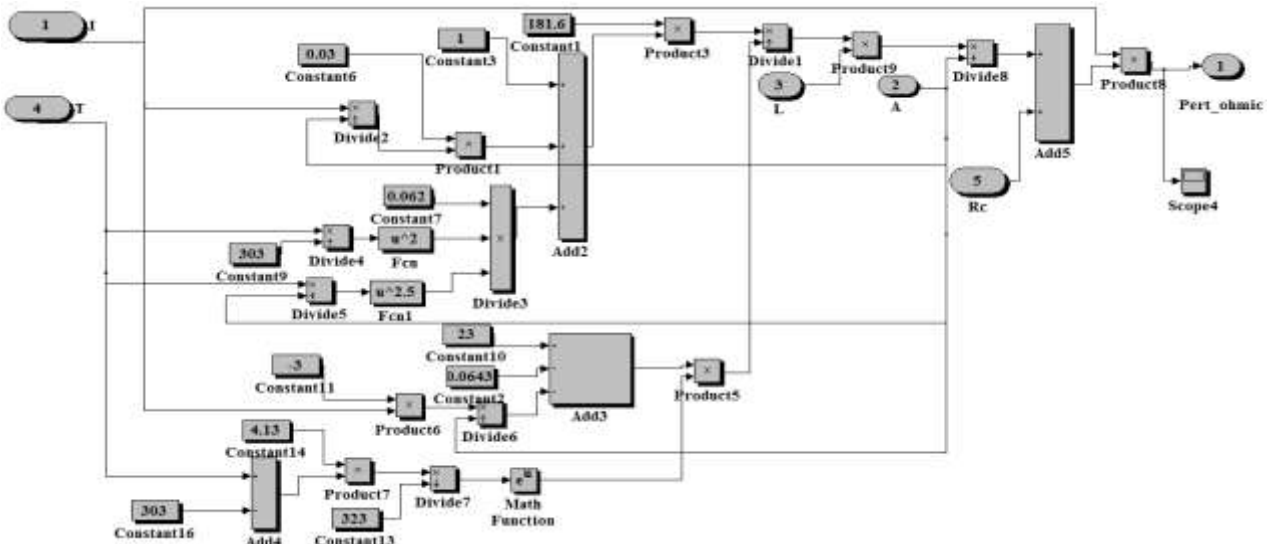 1
I
4
T
0.03
Constant6
1
Constant3
181.6
Constant1
Product3
Divide1
Product9
3
L
2
A
Divide8
Add5
Product8
1
Pert_ohmic
Scope4
5
Rc
Divide2
Product1
0.062
Constant7
Add2
303
Constant9
Divide4
u^2
Fcn
Divide5
u^2.5
Fcn1
Divide3
23
Constant10
0.0643
Constant2
Add3
Product5
.3
Constant11
Product6
Divide6
4.13
Constant14
Product7
Divide7
e^u
Math
Function
303
Constant16
Add4
323
Constant13